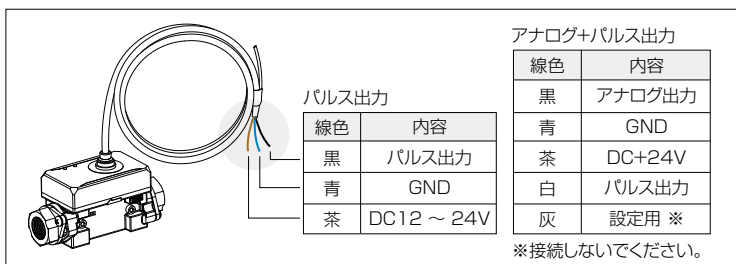 パルス出力
線色 内容
黒 パルス出力
青 GND
茶 DC12 ~ 24V
アナログ+パルス出力
線色 内容
黒 アナログ出力
青 GND
茶 DC+24V
白 パルス出力
灰 設定用 ※
※接続しないでください。